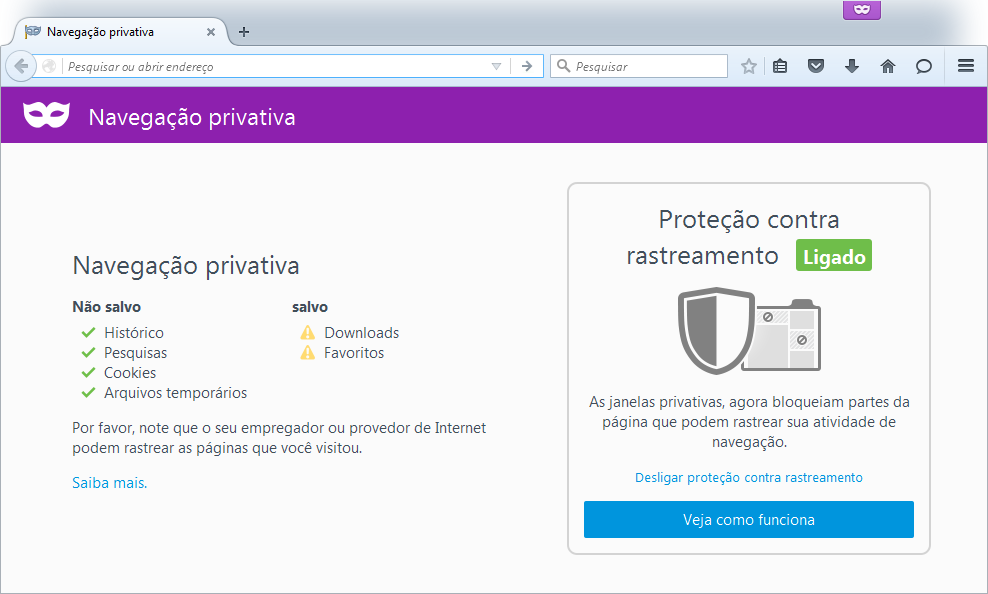 Navegação privativa
Pesquisar ou abrir endereço
Pesquisar
Navegação privativa
Navegação privativa
Não salvo
Histórico
Pesquisas
Cookies
Arquivos temporários
salvo
Downloads
Favoritos
Por favor, note que o seu empregador ou provedor de Internet
podem rastrear as páginas que você visitou.
Saiba mais.
Proteção contra
rastreamento Ligado
As janelas privativas, agora bloqueiam partes da
página que podem rastrear sua atividade de
navegação.
Desligar proteção contra rastreamento
Veja como funciona